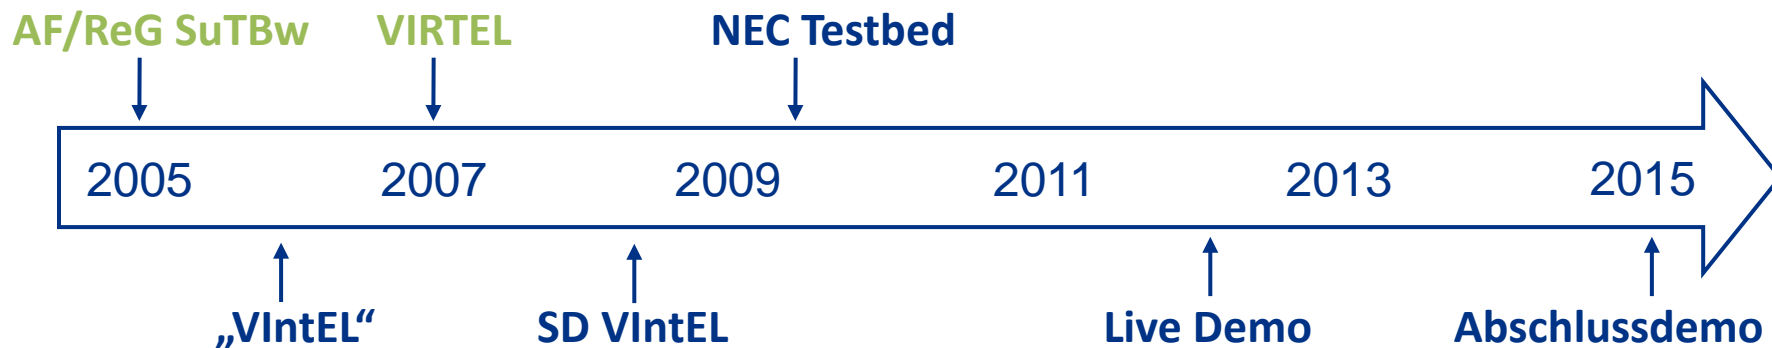 AF/ReG SuTBw VIRTEL NEC Testbed
2005 2007 2009 2011 2013 2015
„VIntEL“ SD VIntEL Live Demo Abschlussdemo